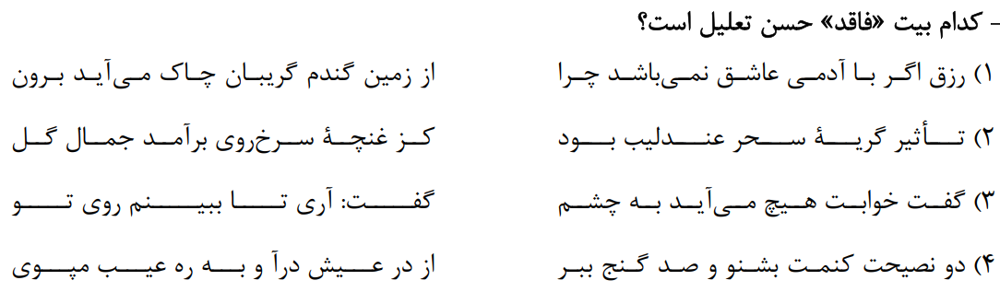 - کدام بیت «فاقد» حسن تعلیل است؟
۱) رزق اگر با آدمی عاشق نمی‌باشد چرا از زمین گندم گریبان چاک می‌آید برون
۲) تأثیر گریهٔ سحر عندلیب بود کز غنچهٔ سرخ‌روی برآمد جمال گل
۳) گفت خوابت هیچ می‌آید به چشم گفت: آری تا ببینم روی تو
۴) دو نصیحت کنمت بشنو و صد گنج ببر از در عیش درآ و به ره عیب مپوی